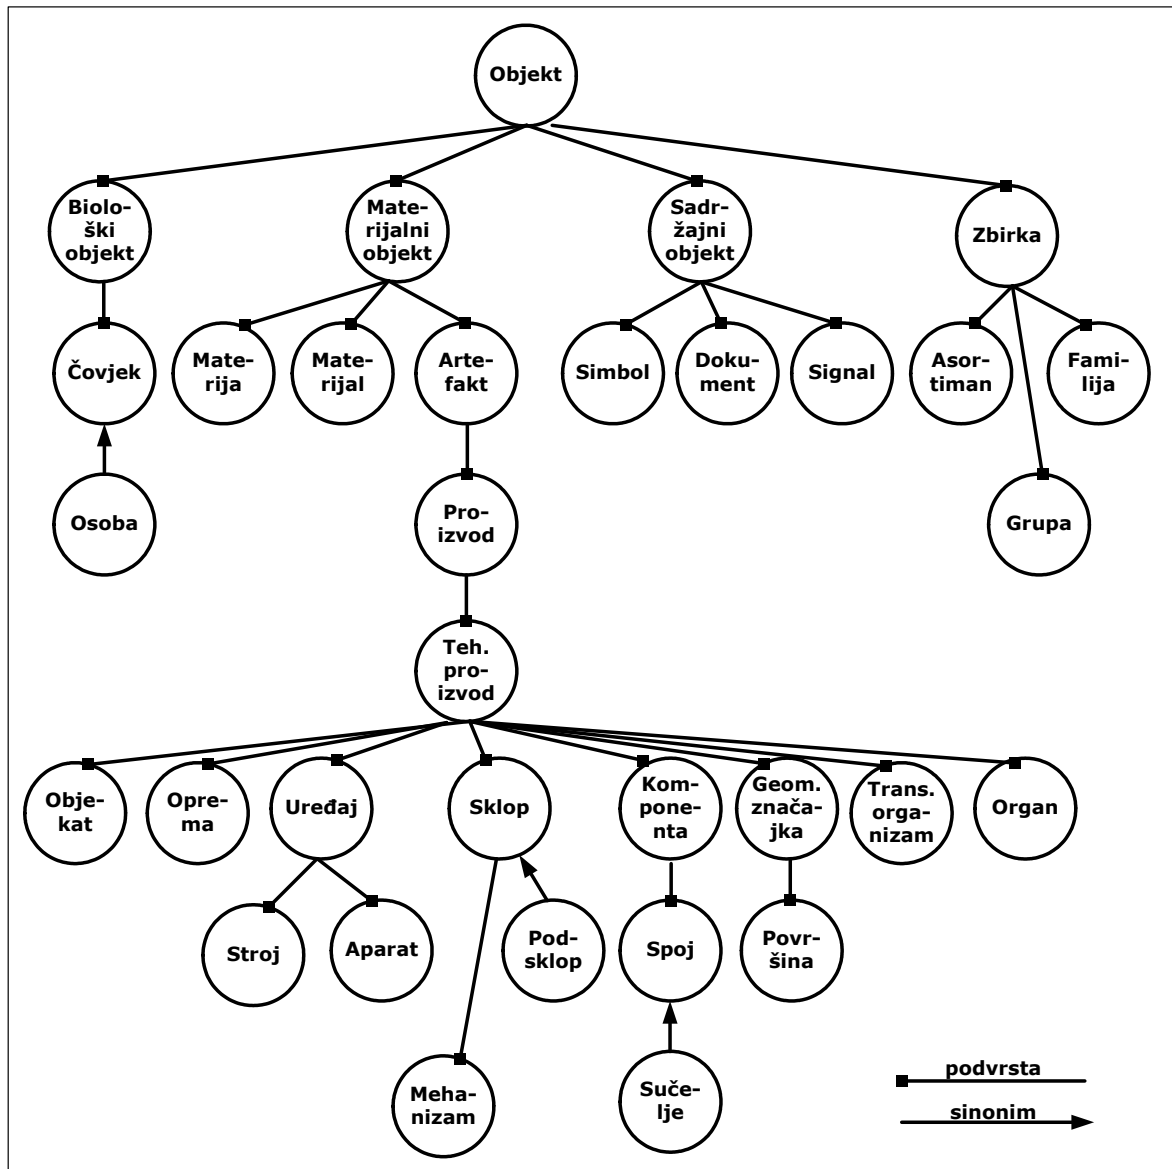 Objekt
Biolo-
ški
objekt
Mate-
rijalni
objekt
Sadr-
žajni
objekt
Zbirka
Čovjek
Mate-
rija
Mate-
rijal
Arte-
fakt
Simbol
Doku-
ment
Signal
Asor-
timan
Fami-
lija
Osoba
Pro-
izvod
Grupa
Teh.
pro-
izvod
Obje-
kat
Opre-
ma
Uređaj
Sklop
Kom-
pone-
nta
Geom.
znača-
jka
Trans.
orga-
nizam
Organ
Stroj
Aparat
Pod-
sklop
Spoj
Povr-
šina
Meha-
nizam
Suče-
lje
podvrsta
sinonim